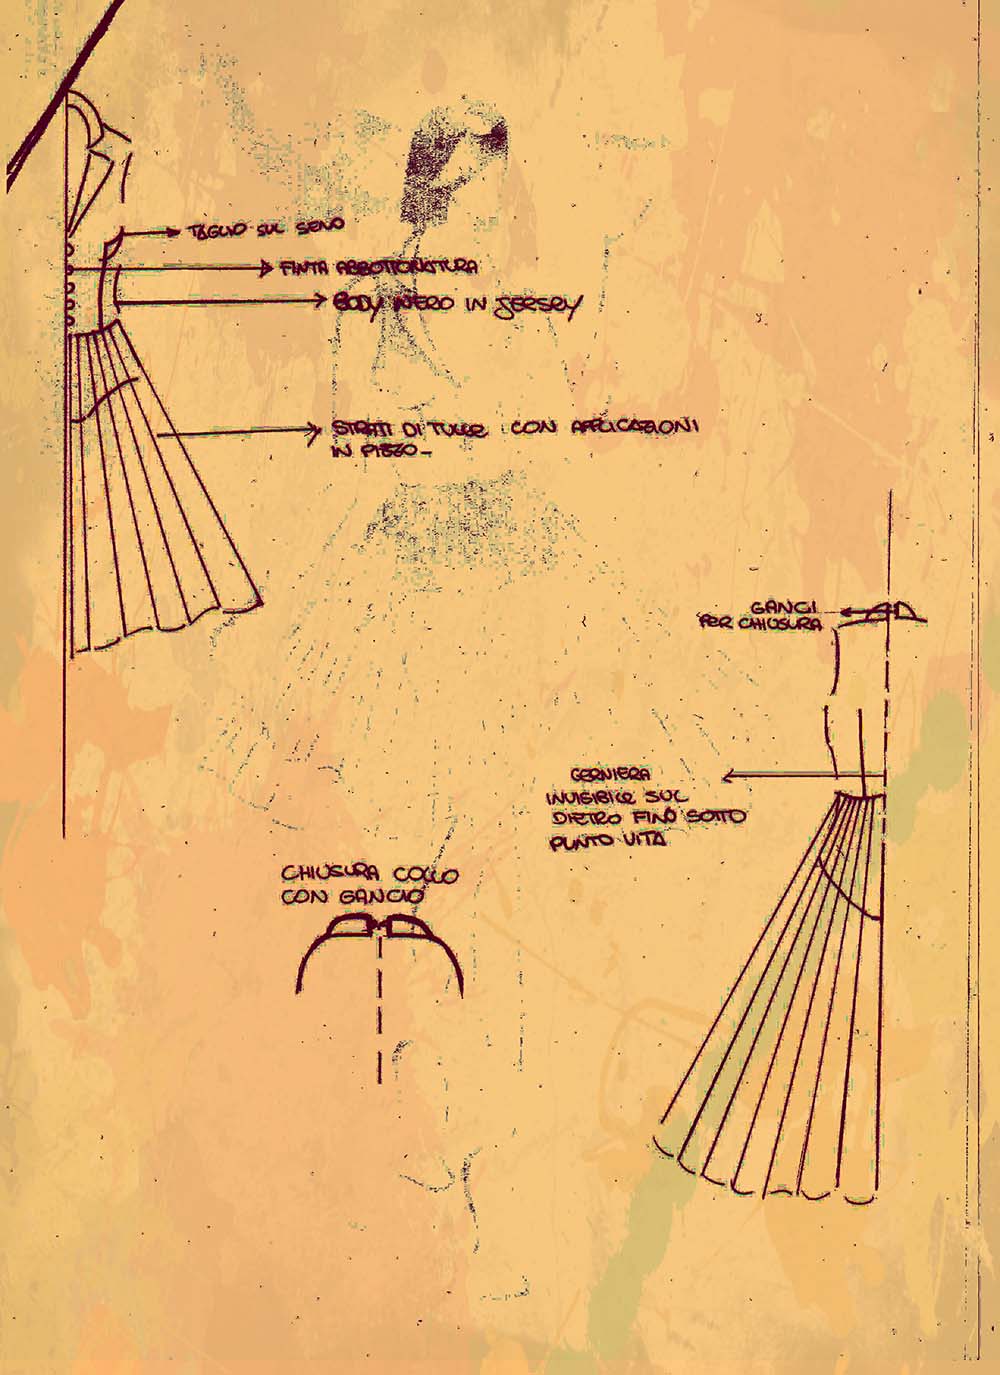 TAGLIO SUL SENO
FINTA ABBOTTONATURA
BODY NERO IN JERSEY
STRATI DI TULLE CON APPLICAZIONI
IN PIZZO-
GANCI
PER CHIUSURA
CERNIERA
INVISIBILE SUL
DIETRO FINO SOTTO
PUNTO VITA
CHIUSURA COLLO
CON GANCIO